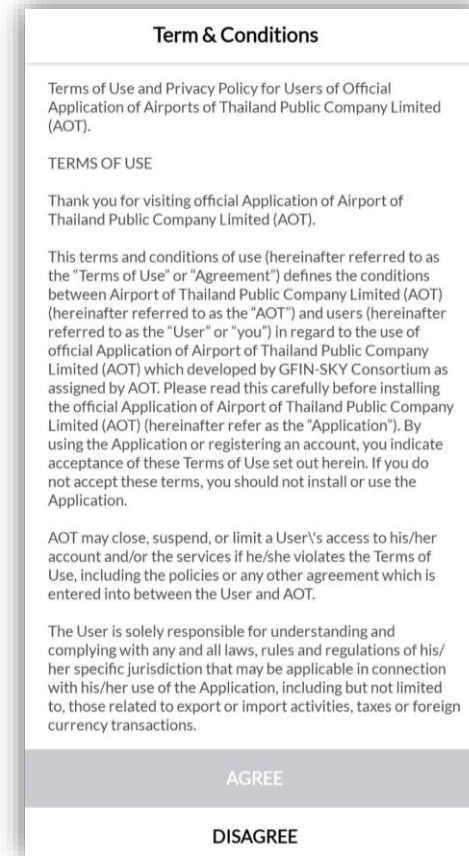 Term & Conditions
Terms of Use and Privacy Policy for Users of Official
Application of Airports of Thailand Public Company Limited
(AOT).
TERMS OF USE
Thank you for visiting official Application of Airport of
Thailand Public Company Limited (AOT).
This terms and conditions of use (hereinafter referred to as
the “Terms of Use” or “Agreement”) defines the conditions
between Airport of Thailand Public Company Limited (AOT)
(hereinafter referred to as the “AOT”) and users (hereinafter
referred to as the “User” or “you”) in regard to the use of
official Application of Airport of Thailand Public Company
Limited (AOT) which developed by GFIN-SKY Consortium as
assigned by AOT. Please read this carefully before installing
the official Application of Airport of Thailand Public Company
Limited (AOT) (hereinafter refer as the “Application”). By
using the Application or registering an account, you indicate
acceptance of these Terms of Use set out herein. If you do
not accept these terms, you should not install or use the
Application.
AOT may close, suspend, or limit a User\'s access to his/her
account and/or the services if he/she violates the Terms of
Use, including the policies or any other agreement which is
entered into between the User and AOT.
The User is solely responsible for understanding and
complying with any and all laws, rules and regulations of his/
her specific jurisdiction that may be applicable in connection
with his/her use of the Application, including but not limited
to, those related to export or import activities, taxes or foreign
currency transactions.
AGREE
DISAGREE